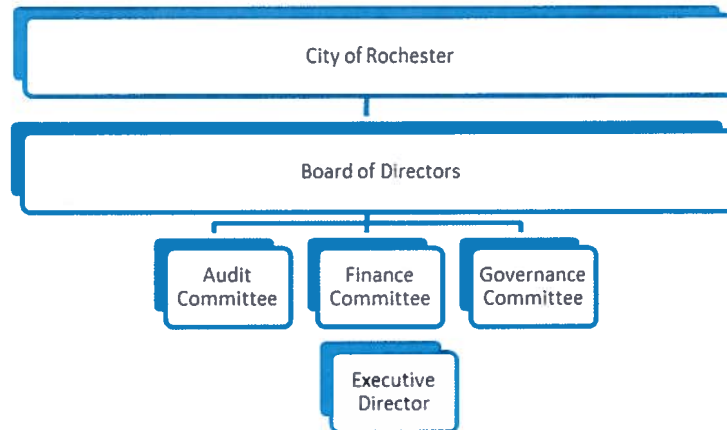 City of Rochester
Board of Directors
Audit
Committee
Finance
Committee
Governance
Committee
Executive
Director